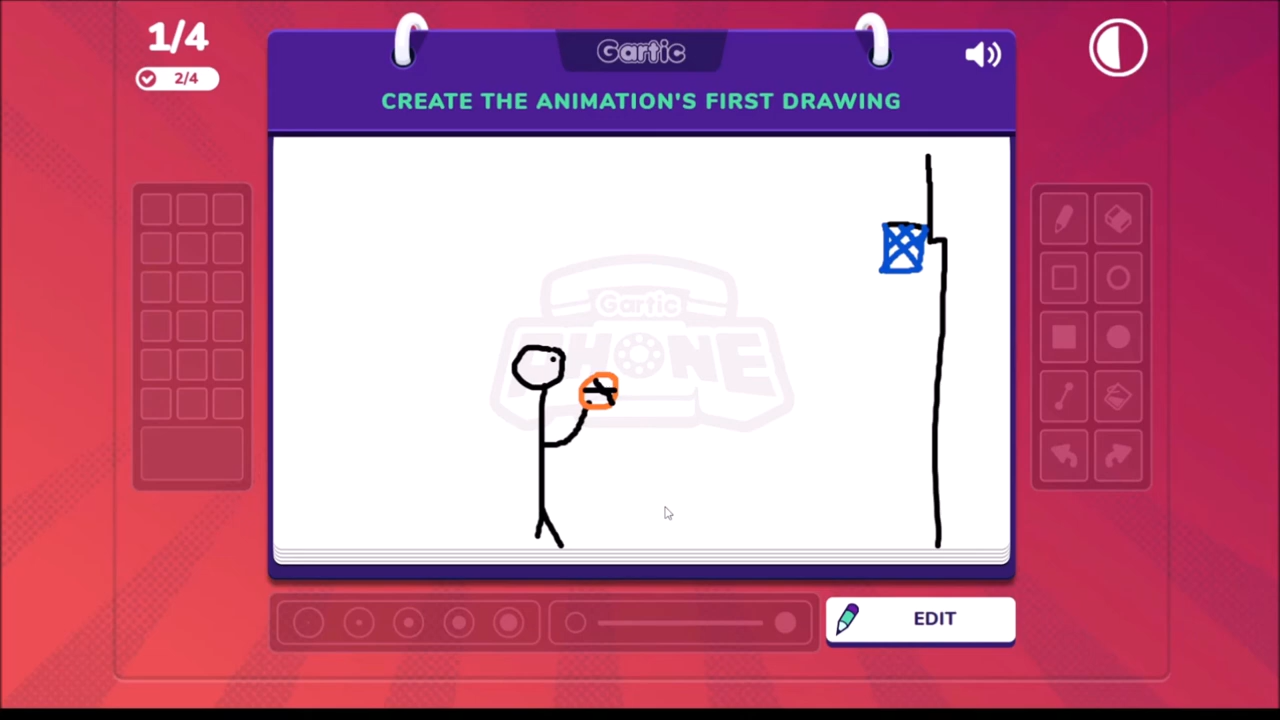 1/4
2/4
Gartic
CREATE THE ANIMATION'S FIRST DRAWING
Gartic
PHONE
EDIT